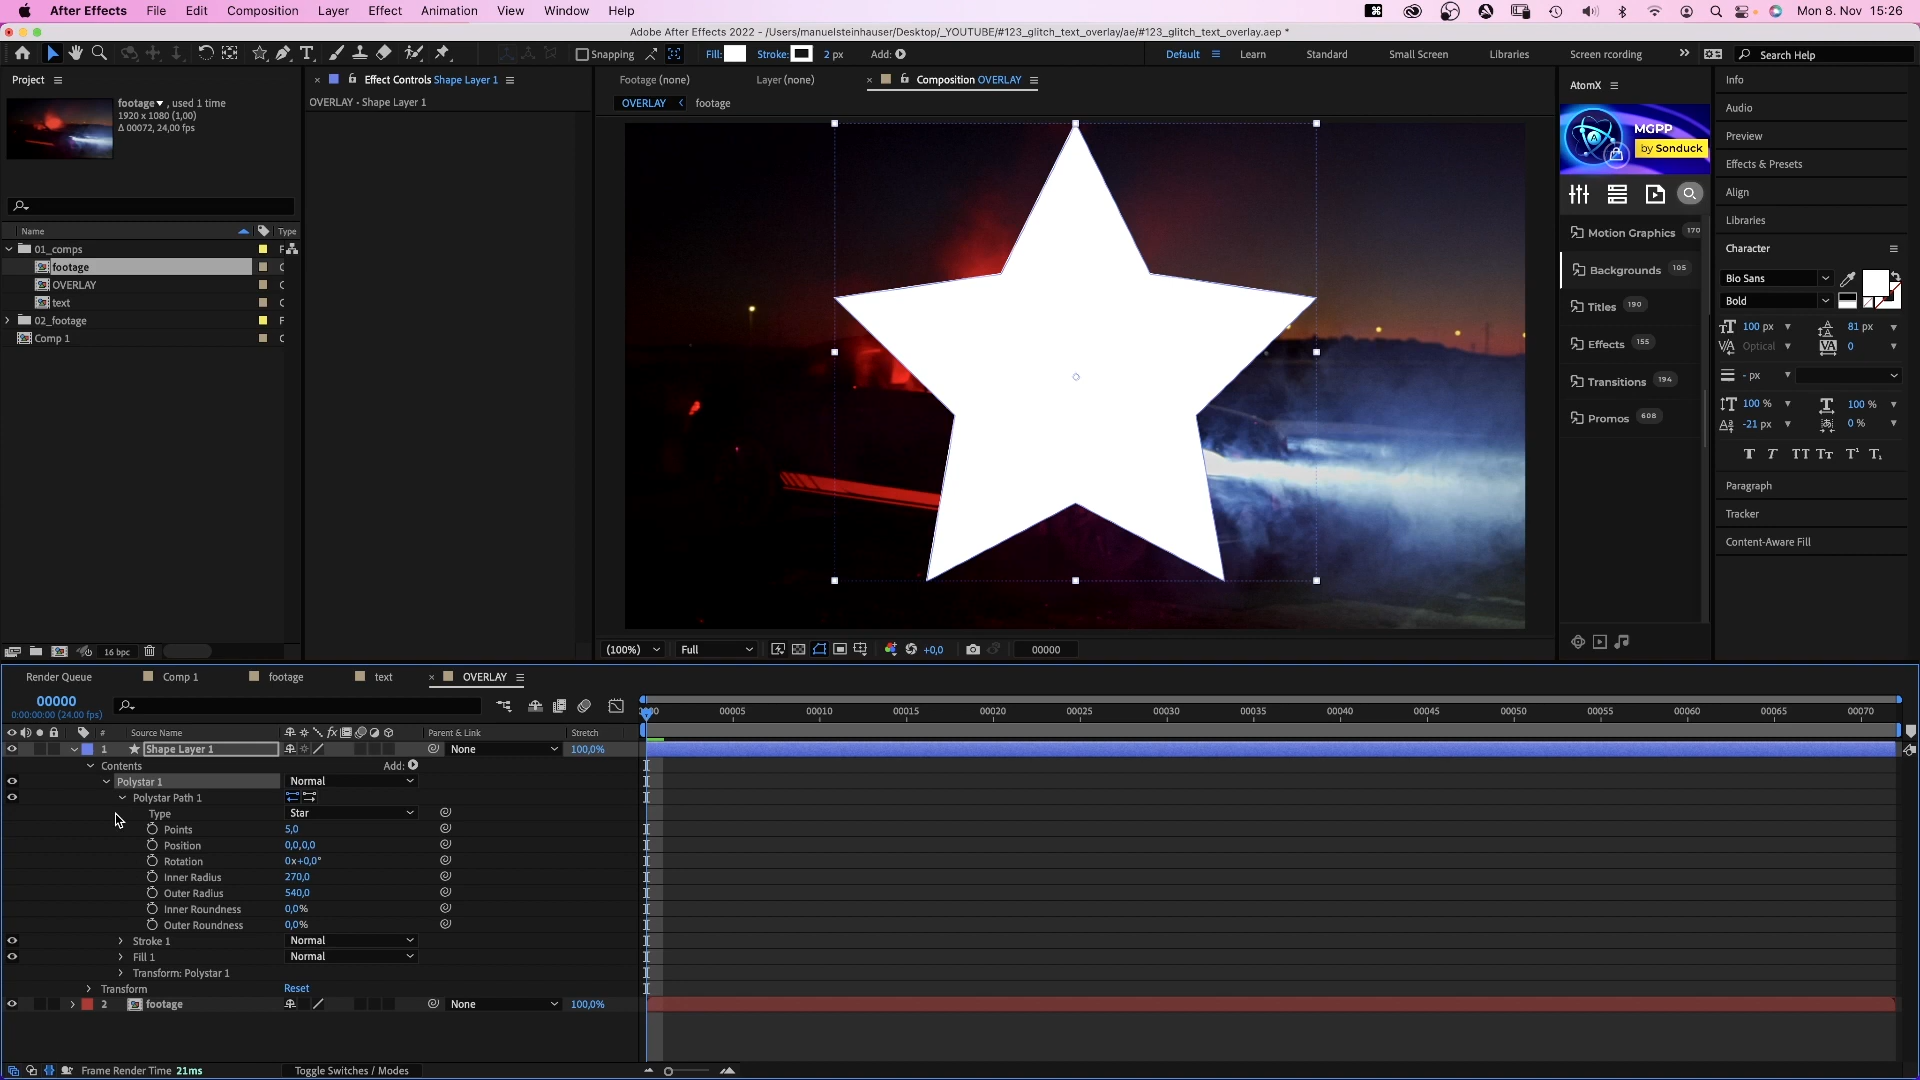 After Effects File Edit Composition Layer Effect Animation View Window Help Mon 8. Nov 15:26
Adobe After Effects 2022 - /Users/manuelsteinhauser/Desktop/_YOUTUBE/#123_glitch_text_overlay/ae/#123_glitch_text_overlay.aep *
Snapping Fill: Stroke: 2 px Add: Default Learn Standard Small Screen Libraries Screen rcording Search Help
Project
footage , used 1 time
1920 x 1080 (1,00)
Δ 00072, 24,00 fps
Name Type
01_comps F
footage C
OVERLAY C
text C
02_footage F
Comp 1 C
16 bpc
Effect Controls Shape Layer 1
OVERLAY • Shape Layer 1
Footage (none) Layer (none) Composition OVERLAY
OVERLAY footage
(100%) Full +0,0 00000
AtomX
MGPP
by Sonduck
Motion Graphics 170
Backgrounds 105
Titles 190
Effects 155
Transitions 194
Promos 608
Info
Audio
Preview
Effects & Presets
Align
Libraries
Character
Bio Sans
Bold
100 px 81 px
Optical 0
- px
100 % 100 %
-21 px 0 %
T T TT Tr T¹ T₁
Paragraph
Tracker
Content-Aware Fill
Render Queue Comp 1 footage text OVERLAY
00000
0:00:00:00 (24.00 fps)
00005 00010 00015 00020 00025 00030 00035 00040 00045 00050 00055 00060 00065 00070
# Source Name Parent & Link Stretch
1 Shape Layer 1 None 100,0%
Contents Add:
Polystar 1 Normal
Polystar Path 1
Type Star
Points 5,0
Position 0,0,0,0
Rotation 0x+0,0°
Inner Radius 270,0
Outer Radius 540,0
Inner Roundness 0,0%
Outer Roundness 0,0%
Stroke 1 Normal
Fill 1 Normal
Transform: Polystar 1
Transform Reset
2 footage None 100,0%
Frame Render Time 21ms Toggle Switches / Modes